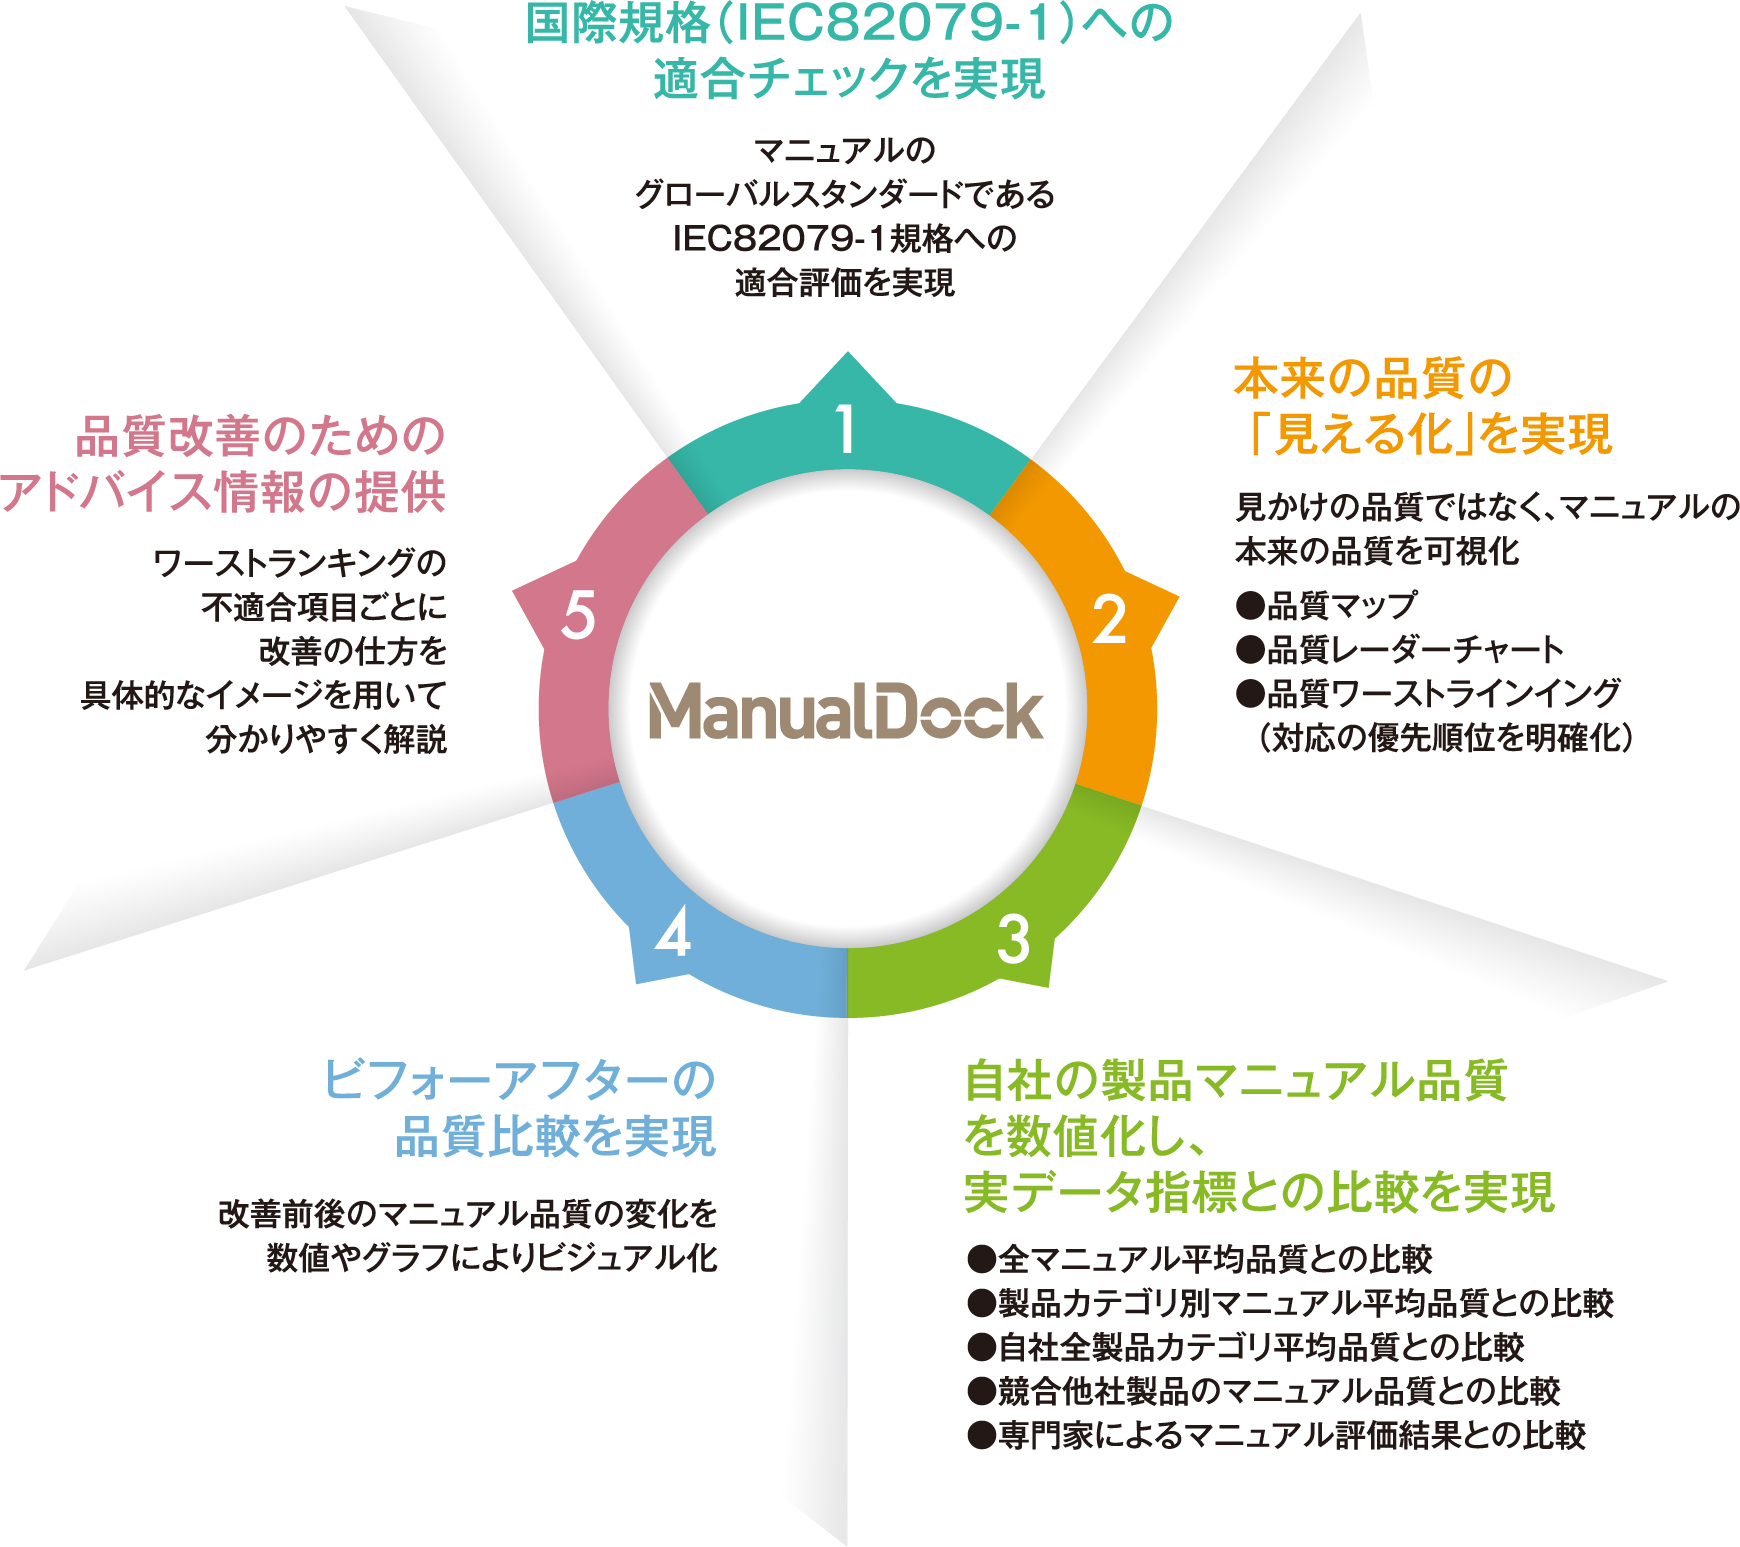 国際規格（IEC82079-1）への
適合チェックを実現
マニュアルの
グローバルスタンダードである
IEC82079-1規格への
適合評価を実現
1
本来の品質の
「見える化」を実現
見かけの品質ではなく、マニュアルの
本来の品質を可視化
●品質マップ
●品質レーダーチャート
●品質ワーストラインイング
（対応の優先順位を明確化）
2
自社の製品マニュアル品質
を数値化し、
実データ指標との比較を実現
●全マニュアル平均品質との比較
●製品カテゴリ別マニュアル平均品質との比較
●自社全製品カテゴリ平均品質との比較
●競合他社製品のマニュアル品質との比較
●専門家によるマニュアル評価結果との比較
3
ビフォーアフターの
品質比較を実現
改善前後のマニュアル品質の変化を
数値やグラフによりビジュアル化
4
品質改善のための
アドバイス情報の提供
ワーストランキングの
不適合項目ごとに
改善の仕方を
具体的なイメージを用いて
分かりやすく解説
5
ManualDock